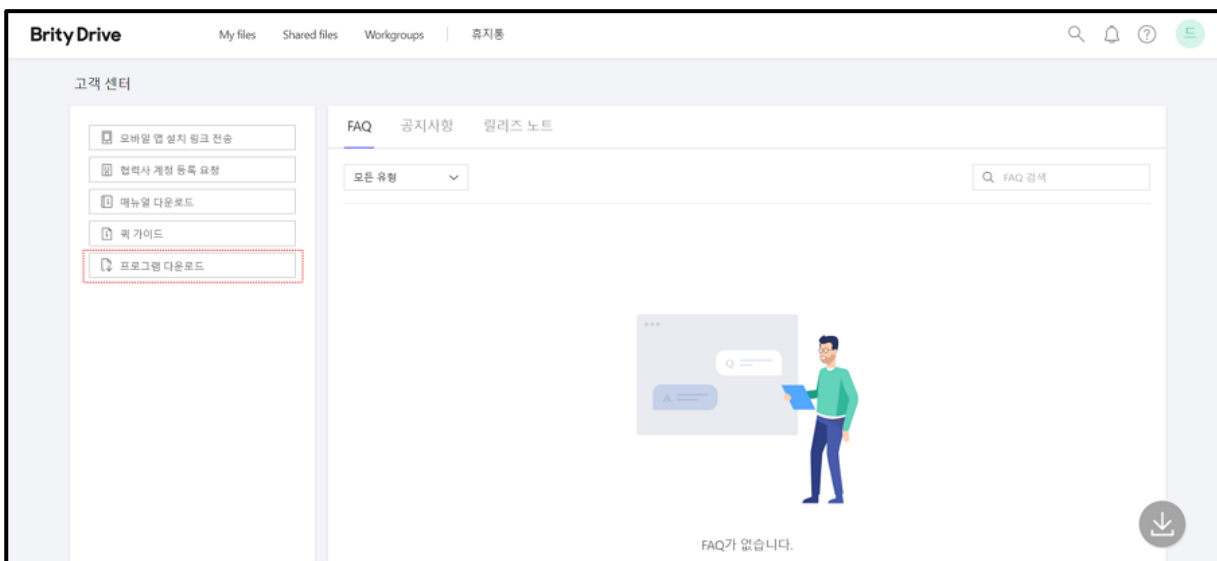 Brity Drive
My files Shared files Workgroups 휴지통
드
고객 센터
모바일 앱 설치 링크 전송
협력사 계정 등록 요청
매뉴얼 다운로드
퀵 가이드
프로그램 다운로드
FAQ 공지사항 릴리즈 노트
모든 유형
FAQ 검색
Q
A
FAQ가 없습니다.